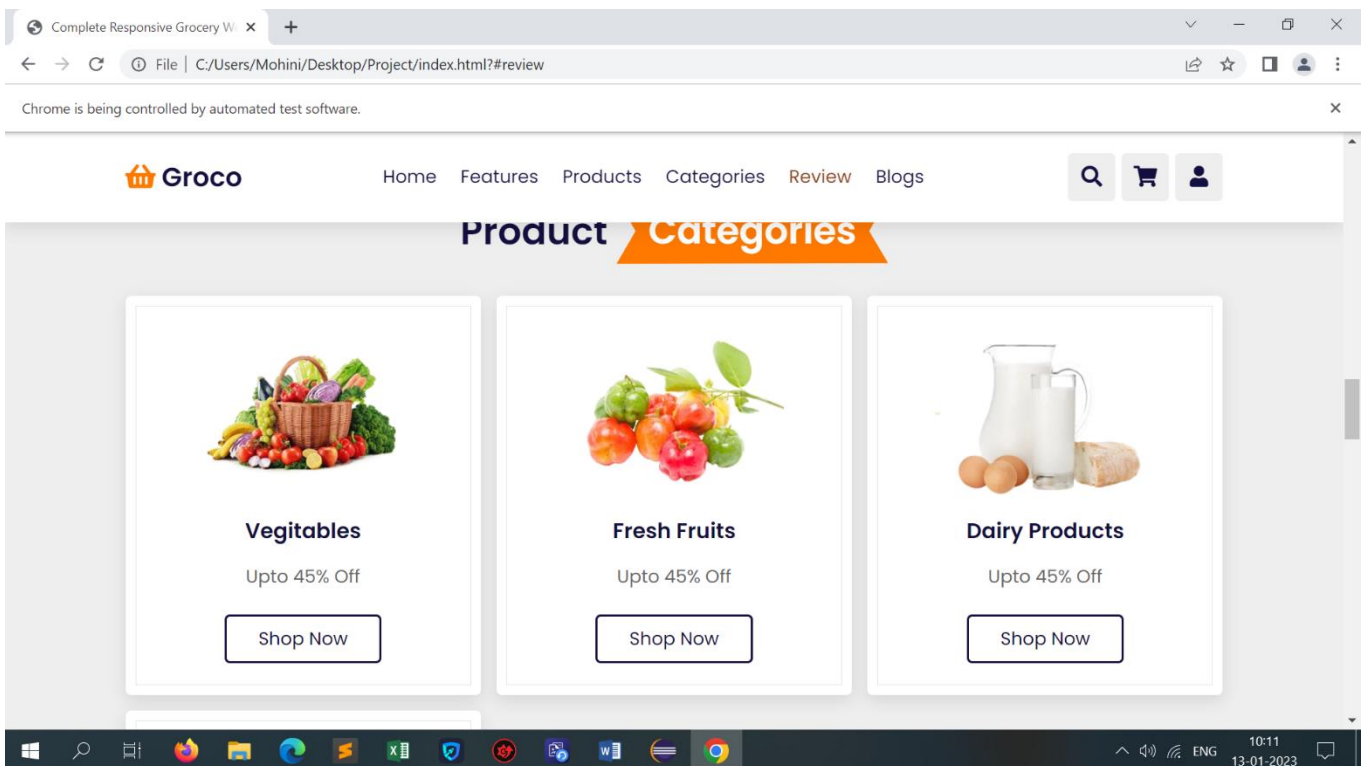 Complete Responsive Grocery W
File | C:/Users/Mohini/Desktop/Project/index.html?#review
Chrome is being controlled by automated test software.
Groco Home Features Products Categories Review Blogs
Product Categories
Vegitables Fresh Fruits Dairy Products
Upto 45% Off Upto 45% Off Upto 45% Off
Shop Now Shop Now Shop Now
ENG 10:11
13-01-2023